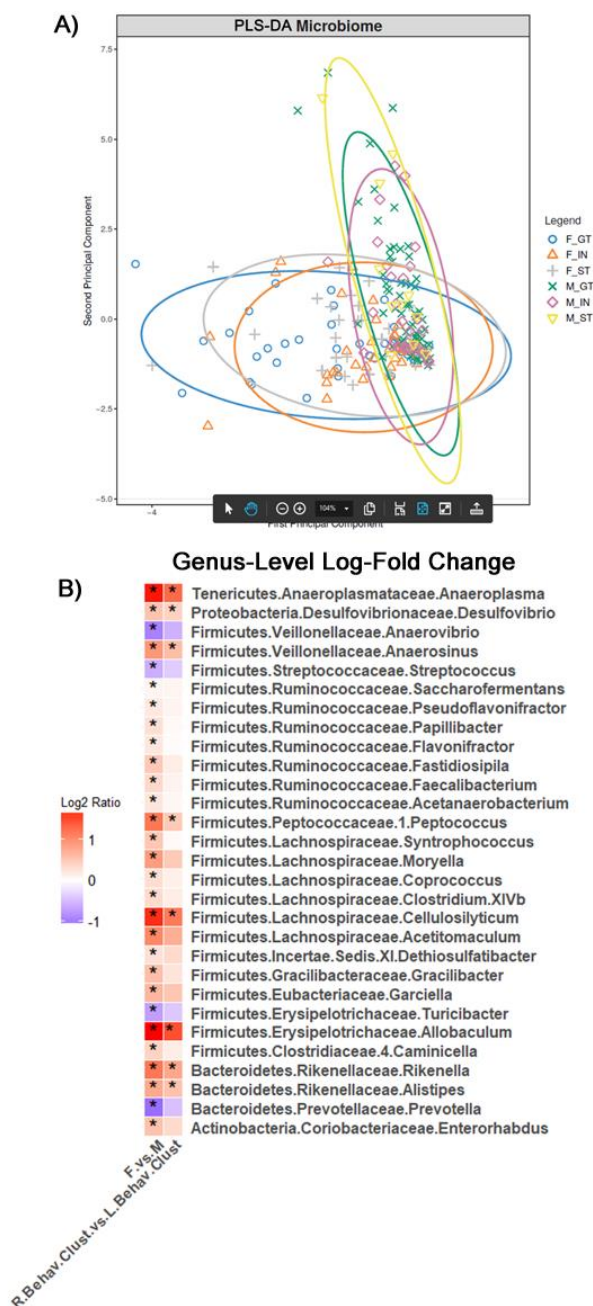 A)
PLS-DA Microbiome
7.5
5.0
2.5
0.0
-2.5
-5.0
Second Principal Component
-4
First Principal Component
104%
Legend
F_GT
F_IN
F_ST
M_GT
M_IN
M_ST
Genus-Level Log-Fold Change
B)
* * Tenericutes.Anaeroplasmataceae.Anaeroplasma
* * Proteobacteria.Desulfovibrionaceae.Desulfovibrio
* Firmicutes.Veillonellaceae.Anaerovibrio
* * Firmicutes.Veillonellaceae.Anaerosinus
* Firmicutes.Streptococcaceae.Streptococcus
* Firmicutes.Ruminococcaceae.Saccharofermentans
* Firmicutes.Ruminococcaceae.Pseudoflavonifractor
* Firmicutes.Ruminococcaceae.Papillibacter
* Firmicutes.Ruminococcaceae.Flavonifractor
* Firmicutes.Ruminococcaceae.Fastidiosipila
* Firmicutes.Ruminococcaceae.Faecalibacterium
* Firmicutes.Ruminococcaceae.Acetanaerobacterium
* * Firmicutes.Peptococcaceae.1.Peptococcus
* Firmicutes.Lachnospiraceae.Syntrophococcus
* Firmicutes.Lachnospiraceae.Moryella
* Firmicutes.Lachnospiraceae.Coprococcus
* Firmicutes.Lachnospiraceae.Clostridium.XIVb
* * Firmicutes.Lachnospiraceae.Cellulosilyticum
* Firmicutes.Lachnospiraceae.Acetitomaculum
* Firmicutes.Incertae.Sedis.XI.Dethiosulfatibacter
* Firmicutes.Gracilibacteraceae.Gracilibacter
* Firmicutes.Eubacteriaceae.Garciella
* Firmicutes.Erysipelotrichaceae.Turicibacter
* * Firmicutes.Erysipelotrichaceae.Allobaculum
* Firmicutes.Clostridiaceae.4.Caminicella
* * Bacteroidetes.Rikenellaceae.Rikenella
* * Bacteroidetes.Rikenellaceae.Alistipes
* Bacteroidetes.Prevotellaceae.Prevotella
* Actinobacteria.Coriobacteriaceae.Enterorhabdus
Log2 Ratio
1
0
-1
F.vs.M
R.Behav.Clust.vs.L.Behav.Clust